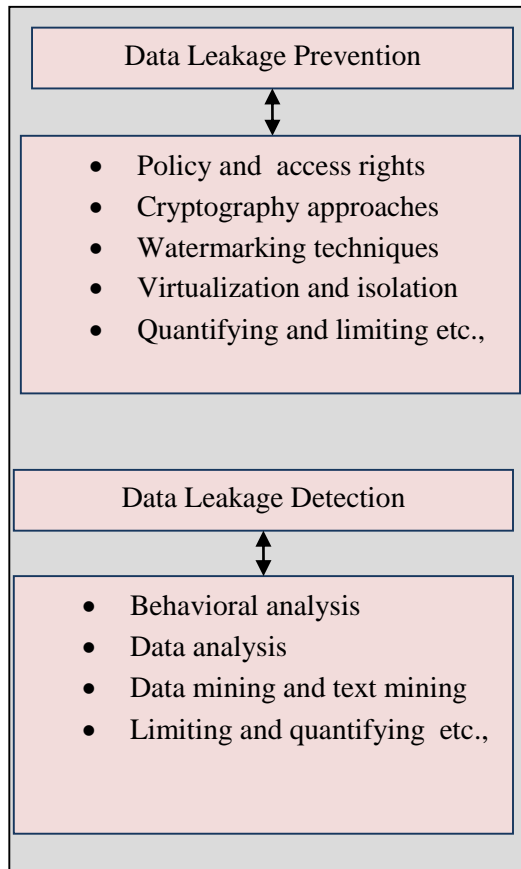 Data Leakage Prevention
• Policy and access rights
• Cryptography approaches
• Watermarking techniques
• Virtualization and isolation
• Quantifying and limiting etc.,
Data Leakage Detection
• Behavioral analysis
• Data analysis
• Data mining and text mining
• Limiting and quantifying etc.,